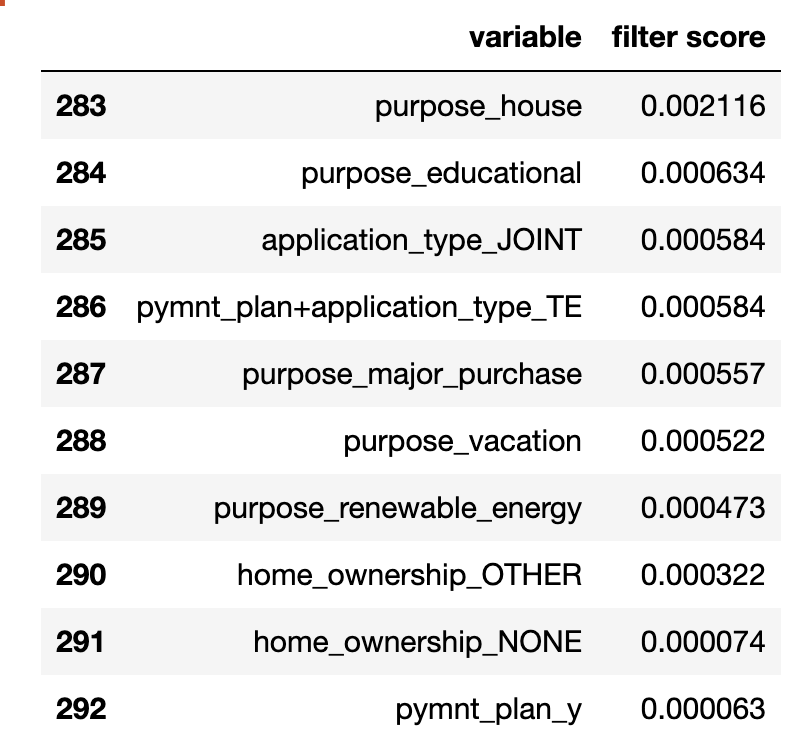 variable filter score
283 purpose_house 0.002116
284 purpose_educational 0.000634
285 application_type_JOINT 0.000584
286 pymnt_plan+application_type_TE 0.000584
287 purpose_major_purchase 0.000557
288 purpose_vacation 0.000522
289 purpose_renewable_energy 0.000473
290 home_ownership_OTHER 0.000322
291 home_ownership_NONE 0.000074
292 pymnt_plan_y 0.000063